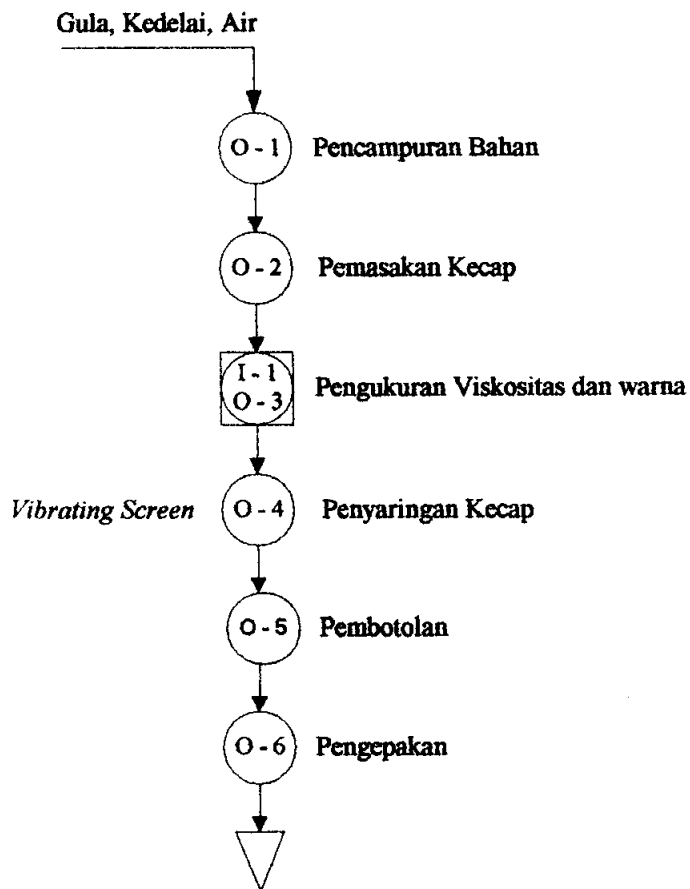 Gula, Kedelai, Air
O - 1 Pencampuran Bahan
O - 2 Pemasakan Kecap
I - 1
O - 3
Pengukuran Viskositas dan warna
Vibrating Screen O - 4 Penyaringan Kecap
O - 5 Pembotolan
O - 6 Pengepakan